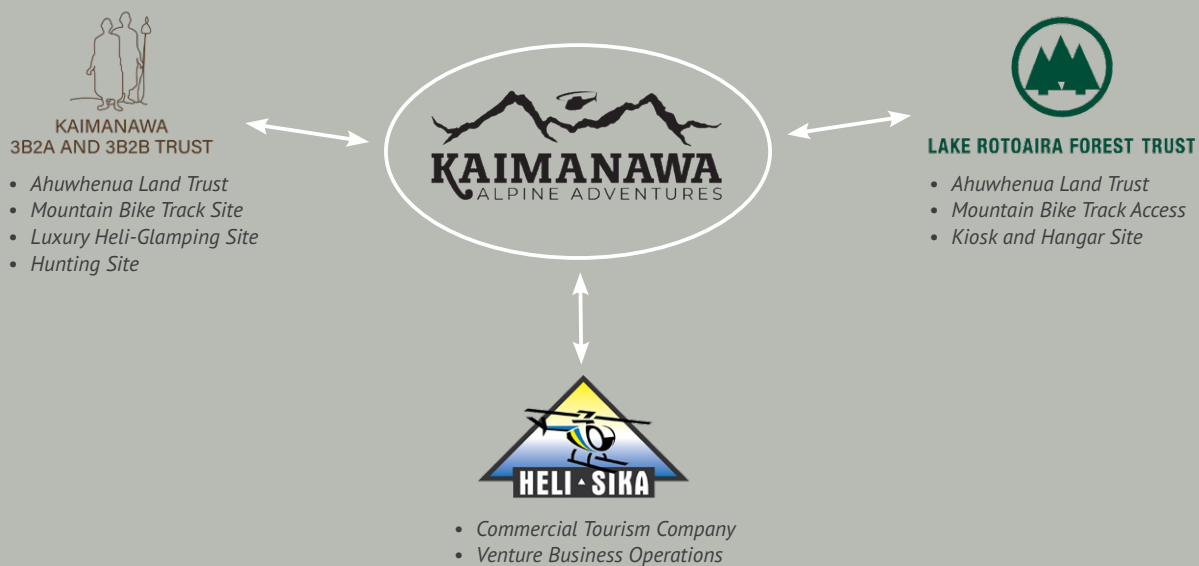 KAIMANAWA
3B2A AND 3B2B TRUST
• Ahuwhenua Land Trust
• Mountain Bike Track Site
• Luxury Heli-Glamping Site
• Hunting Site
KAIMANAWA
ALPINE ADVENTURES
LAKE ROTOAIRA FOREST TRUST
• Ahuwhenua Land Trust
• Mountain Bike Track Access
• Kiosk and Hangar Site
HELI SIKA
• Commercial Tourism Company
• Venture Business Operations